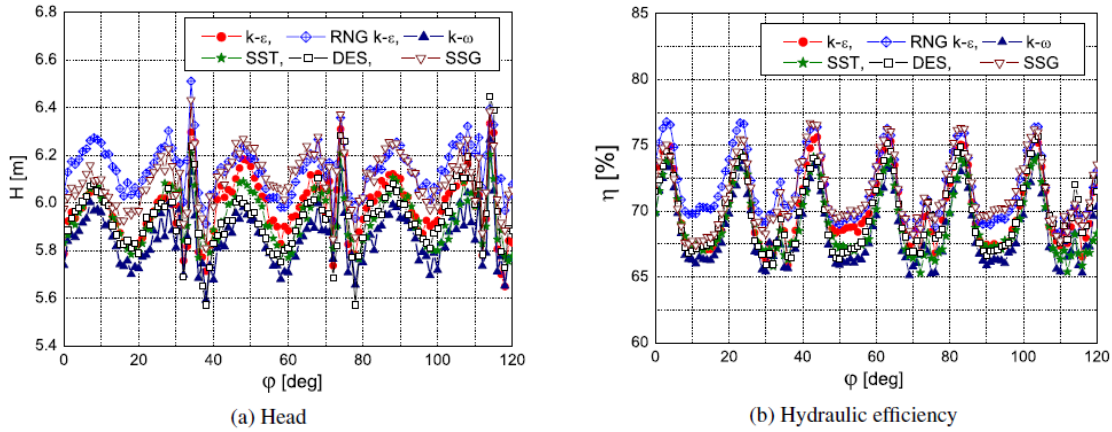 6.8
6.6
6.4
6.2
6.0
5.8
5.6
5.4
H [m]
k-ε, RNG k-ε, k-ω
SST, DES, SSG
0 20 40 60 80 100 120
φ [deg]
(a) Head
85
80
75
70
65
60
η [%]
k-ε, RNG k-ε, k-ω
SST, DES, SSG
0 20 40 60 80 100 120
φ [deg]
(b) Hydraulic efficiency